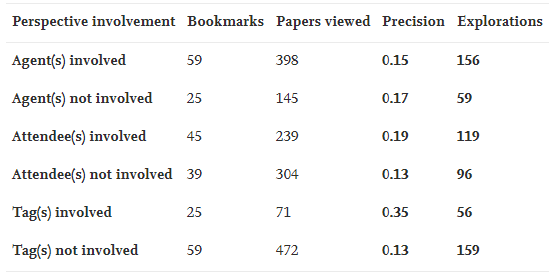 Perspective involvement Bookmarks Papers viewed Precision Explorations
Agent(s) involved 59 398 0.15 156
Agent(s) not involved 25 145 0.17 59
Attendee(s) involved 45 239 0.19 119
Attendee(s) not involved 39 304 0.13 96
Tag(s) involved 25 71 0.35 56
Tag(s) not involved 59 472 0.13 159